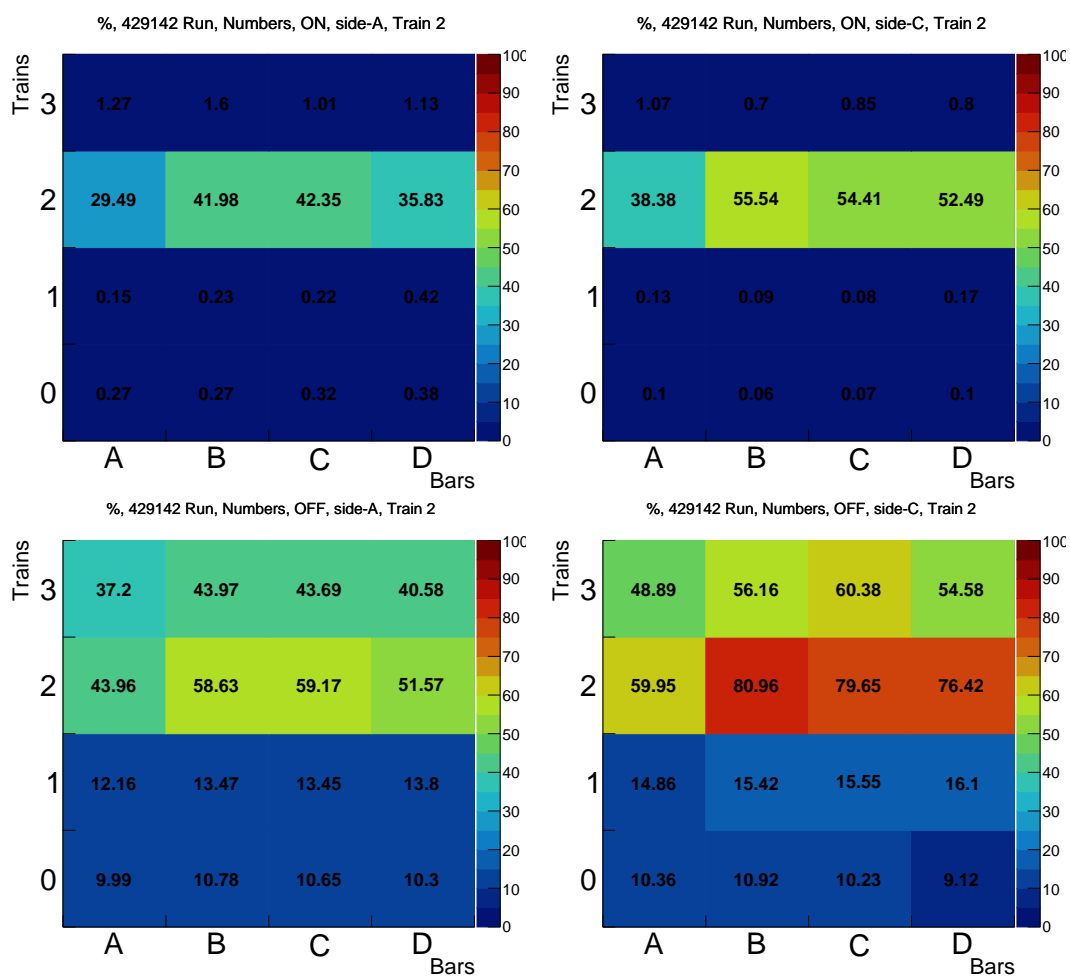 %, 429142 Run, Numbers, ON, side-A, Train 2
Trains
3 1.27 1.6 1.01 1.13
2 29.49 41.98 42.35 35.83
1 0.15 0.23 0.22 0.42
0 0.27 0.27 0.32 0.38
A B C D
Bars
100
90
80
70
60
50
40
30
20
10
0
%, 429142 Run, Numbers, ON, side-C, Train 2
Trains
3 1.07 0.7 0.85 0.8
2 38.38 55.54 54.41 52.49
1 0.13 0.09 0.08 0.17
0 0.1 0.06 0.07 0.1
A B C D
Bars
100
90
80
70
60
50
40
30
20
10
0
%, 429142 Run, Numbers, OFF, side-A, Train 2
Trains
3 37.2 43.97 43.69 40.58
2 43.96 58.63 59.17 51.57
1 12.16 13.47 13.45 13.8
0 9.99 10.78 10.65 10.3
A B C D
Bars
100
90
80
70
60
50
40
30
20
10
0
%, 429142 Run, Numbers, OFF, side-C, Train 2
Trains
3 48.89 56.16 60.38 54.58
2 59.95 80.96 79.65 76.42
1 14.86 15.42 15.55 16.1
0 10.36 10.92 10.23 9.12
A B C D
Bars
100
90
80
70
60
50
40
30
20
10
0